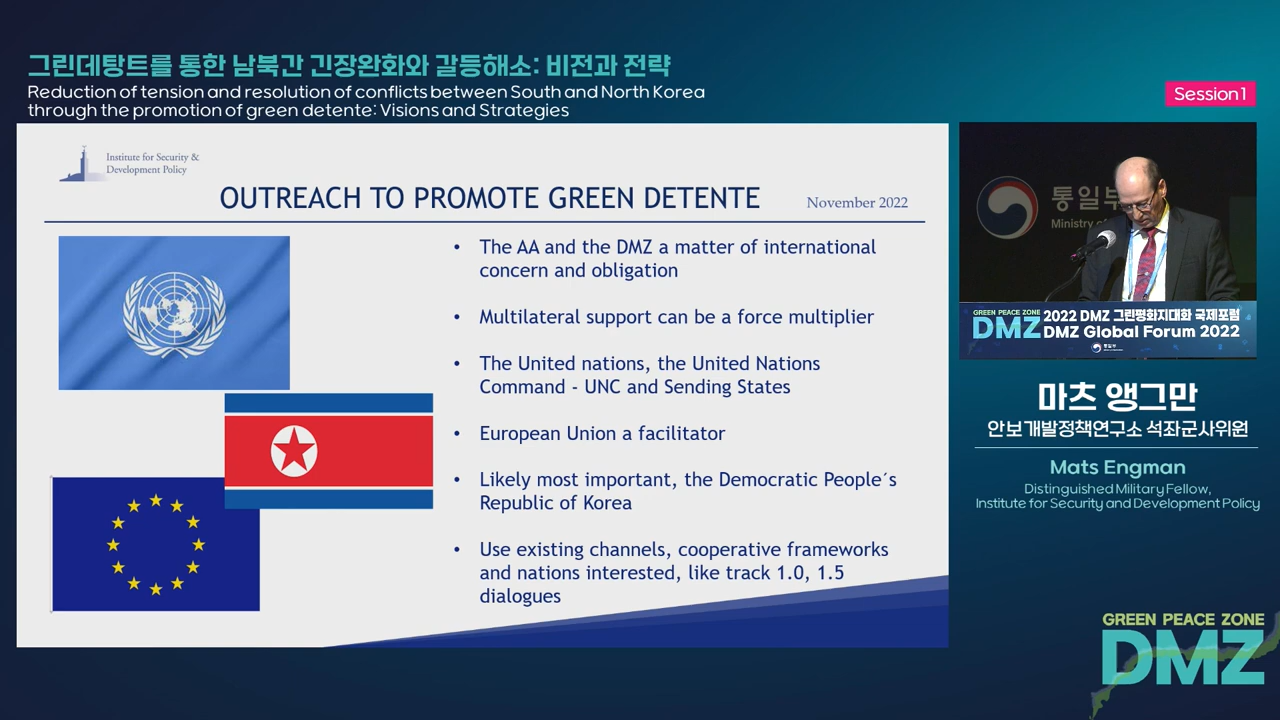 그린데탕트를 통한 남북간 긴장완화와 갈등해소: 비전과 전략
Reduction of tension and resolution of conflicts between South and North Korea
through the promotion of green detente: Visions and Strategies
Session1
Institute for Security &
Development Policy
OUTREACH TO PROMOTE GREEN DETENTE
November 2022
• The AA and the DMZ a matter of international
concern and obligation
• Multilateral support can be a force multiplier
• The United nations, the United Nations
Command - UNC and Sending States
• European Union a facilitator
• Likely most important, the Democratic People´s
Republic of Korea
• Use existing channels, cooperative frameworks
and nations interested, like track 1.0, 1.5
dialogues
통일부
Ministry of
GREEN PEACE ZONE
DMZ
2022 DMZ 그린평화지대화 국제포럼
DMZ Global Forum 2022
통일부
마츠 앵그만
안보개발정책연구소 석좌군사위원
Mats Engman
Distinguished Military Fellow,
Institute for Security and Development Policy
GREEN PEACE ZONE
DMZ